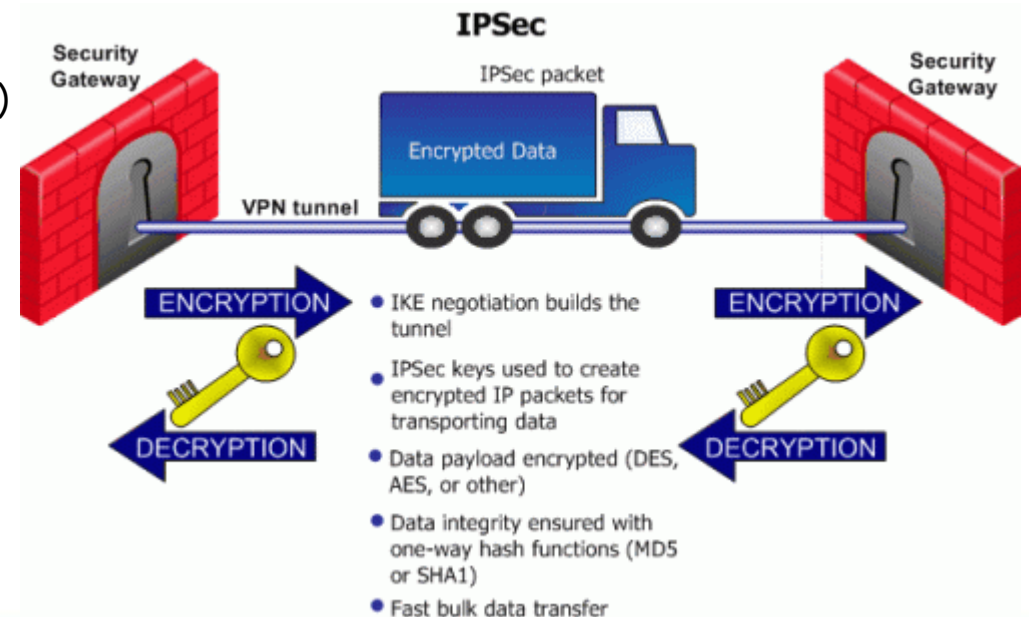 IPSec
Security
Gateway
)
IPSec packet
Security
Gateway
Encrypted Data
VPN tunnel
ENCRYPTION
DECRYPTION
• IKE negotiation builds the
tunnel
• IPSec keys used to create
encrypted IP packets for
transporting data
• Data payload encrypted (DES,
AES, or other)
• Data integrity ensured with
one-way hash functions (MD5
or SHA1)
• Fast bulk data transfer
ENCRYPTION
DECRYPTION